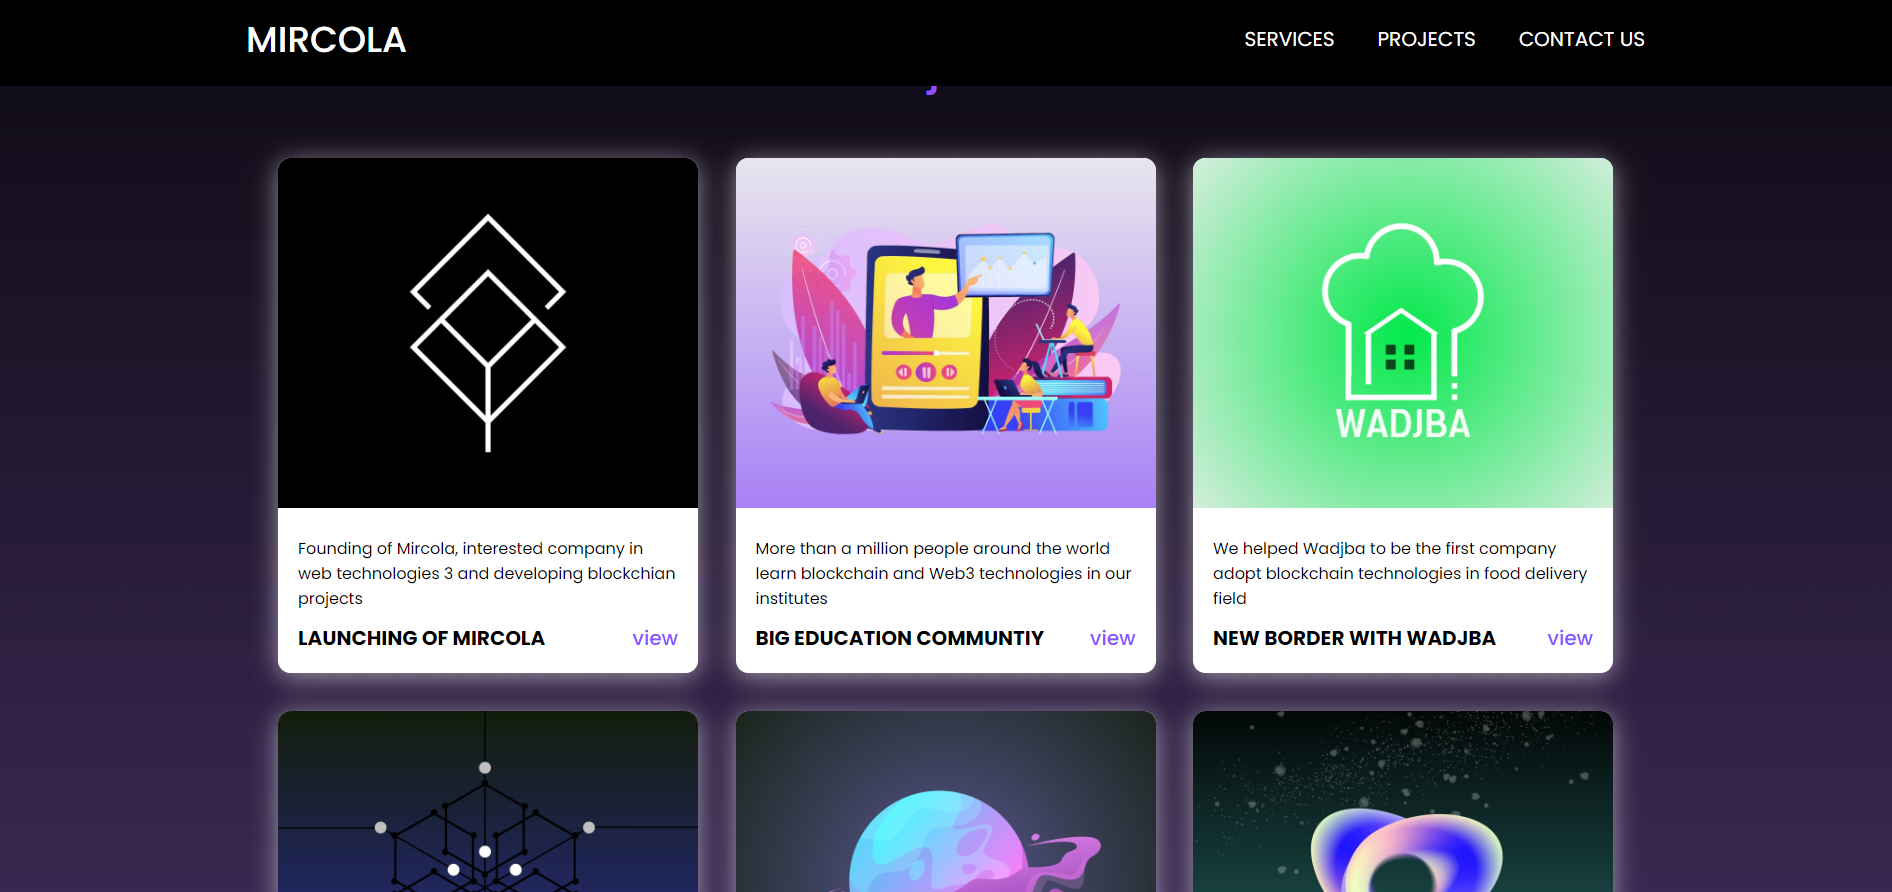 MIRCOLA
SERVICES PROJECTS CONTACT US
WADJBA
Founding of Mircola, interested company in
web technologies 3 and developing blockchian
projects
LAUNCHING OF MIRCOLA view
More than a million people around the world
learn blockchain and Web3 technologies in our
institutes
BIG EDUCATION COMMUNTIY view
We helped Wadjba to be the first company
adopt blockchain technologies in food delivery
field
NEW BORDER WITH WADJBA view